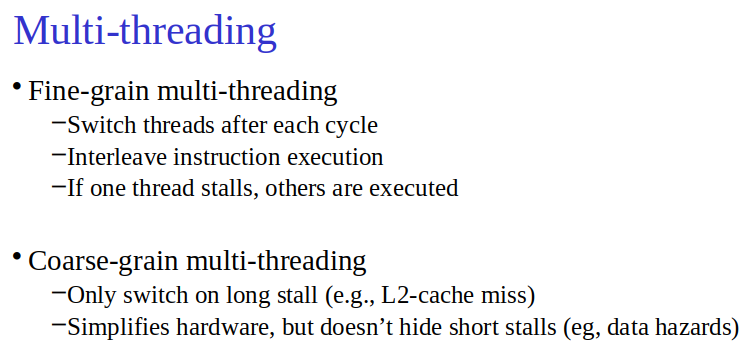 Multi-threading
• Fine-grain multi-threading
–Switch threads after each cycle
–Interleave instruction execution
–If one thread stalls, others are executed
• Coarse-grain multi-threading
–Only switch on long stall (e.g., L2-cache miss)
–Simplifies hardware, but doesn’t hide short stalls (eg, data hazards)